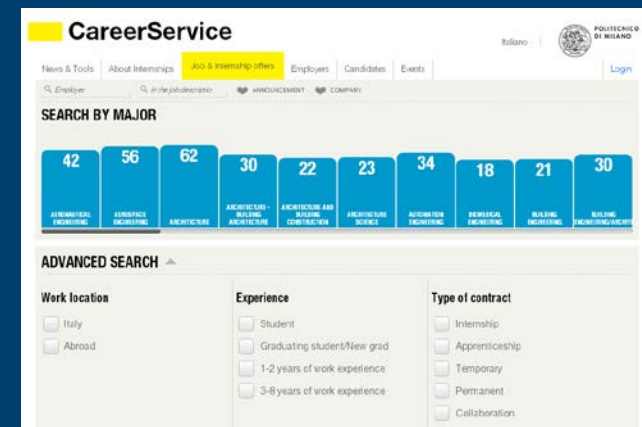 CareerService
Italiano
POLITECNICO
DI MILANO
News & Tools
About Internships
Job & Internship offers
Employers
Candidates
Events
Login
Employer
in the job description
ANNOUNCEMENT
COMPANY
SEARCH BY MAJOR
42
56
62
30
22
23
34
18
21
30
AERONAUTICAL
ENGINEERING
AEROSPACE
ENGINEERING
ARCHITECTURE
ARCHITECTURE -
BUILDING
ARCHITECTURE
ARCHITECTURE AND
BUILDING
CONSTRUCTION
ARCHITECTURE
SCIENCE
AUTOMATION
ENGINEERING
BIOMEDICAL
ENGINEERING
BUILDING
ENGINEERING
BUILDING
ENGINEERING/ARCHITE
ADVANCED SEARCH
Work location
Italy
Abroad
Experience
Student
Graduating student/New grad
1-2 years of work experience
3-8 years of work experience
Type of contract
Internship
Apprenticeship
Temporary
Permanent
Collaboration